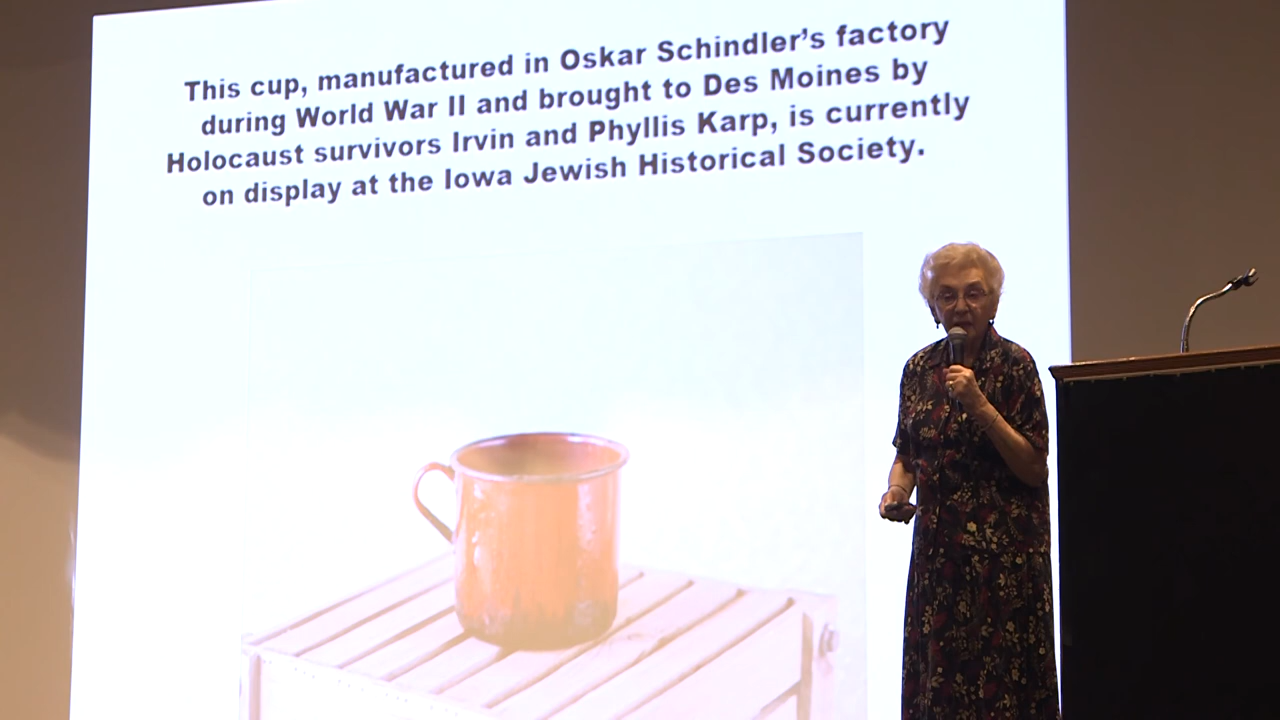 This cup, manufactured in Oskar Schindler’s factory
during World War II and brought to Des Moines by
Holocaust survivors Irvin and Phyllis Karp, is currently
on display at the Iowa Jewish Historical Society.